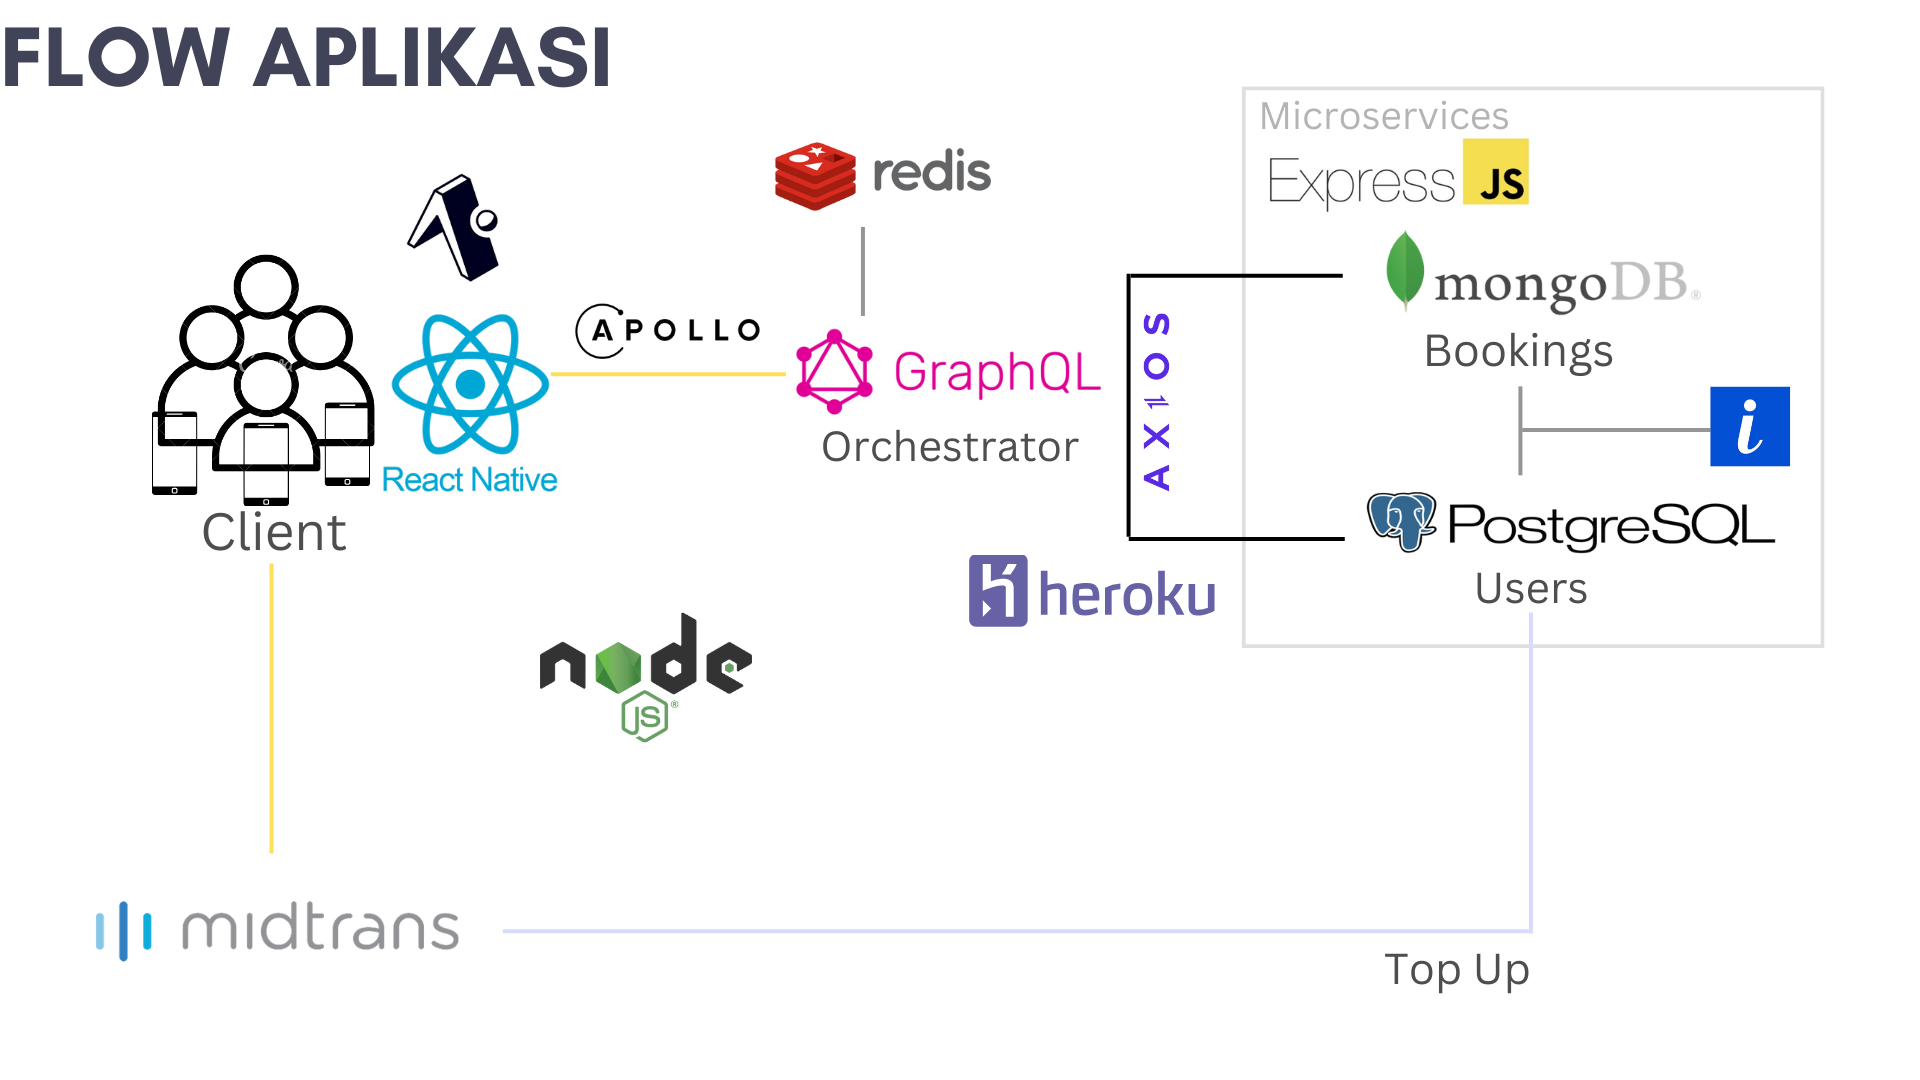 FLOW APLIKASI
Microservices
Express JS
redis
mongoDB®
Bookings
APOLLO
GraphQL
Orchestrator
AXIOS
i
React Native
Client
PostgreSQL
Users
heroku
node
JS®
midtrans
Top Up